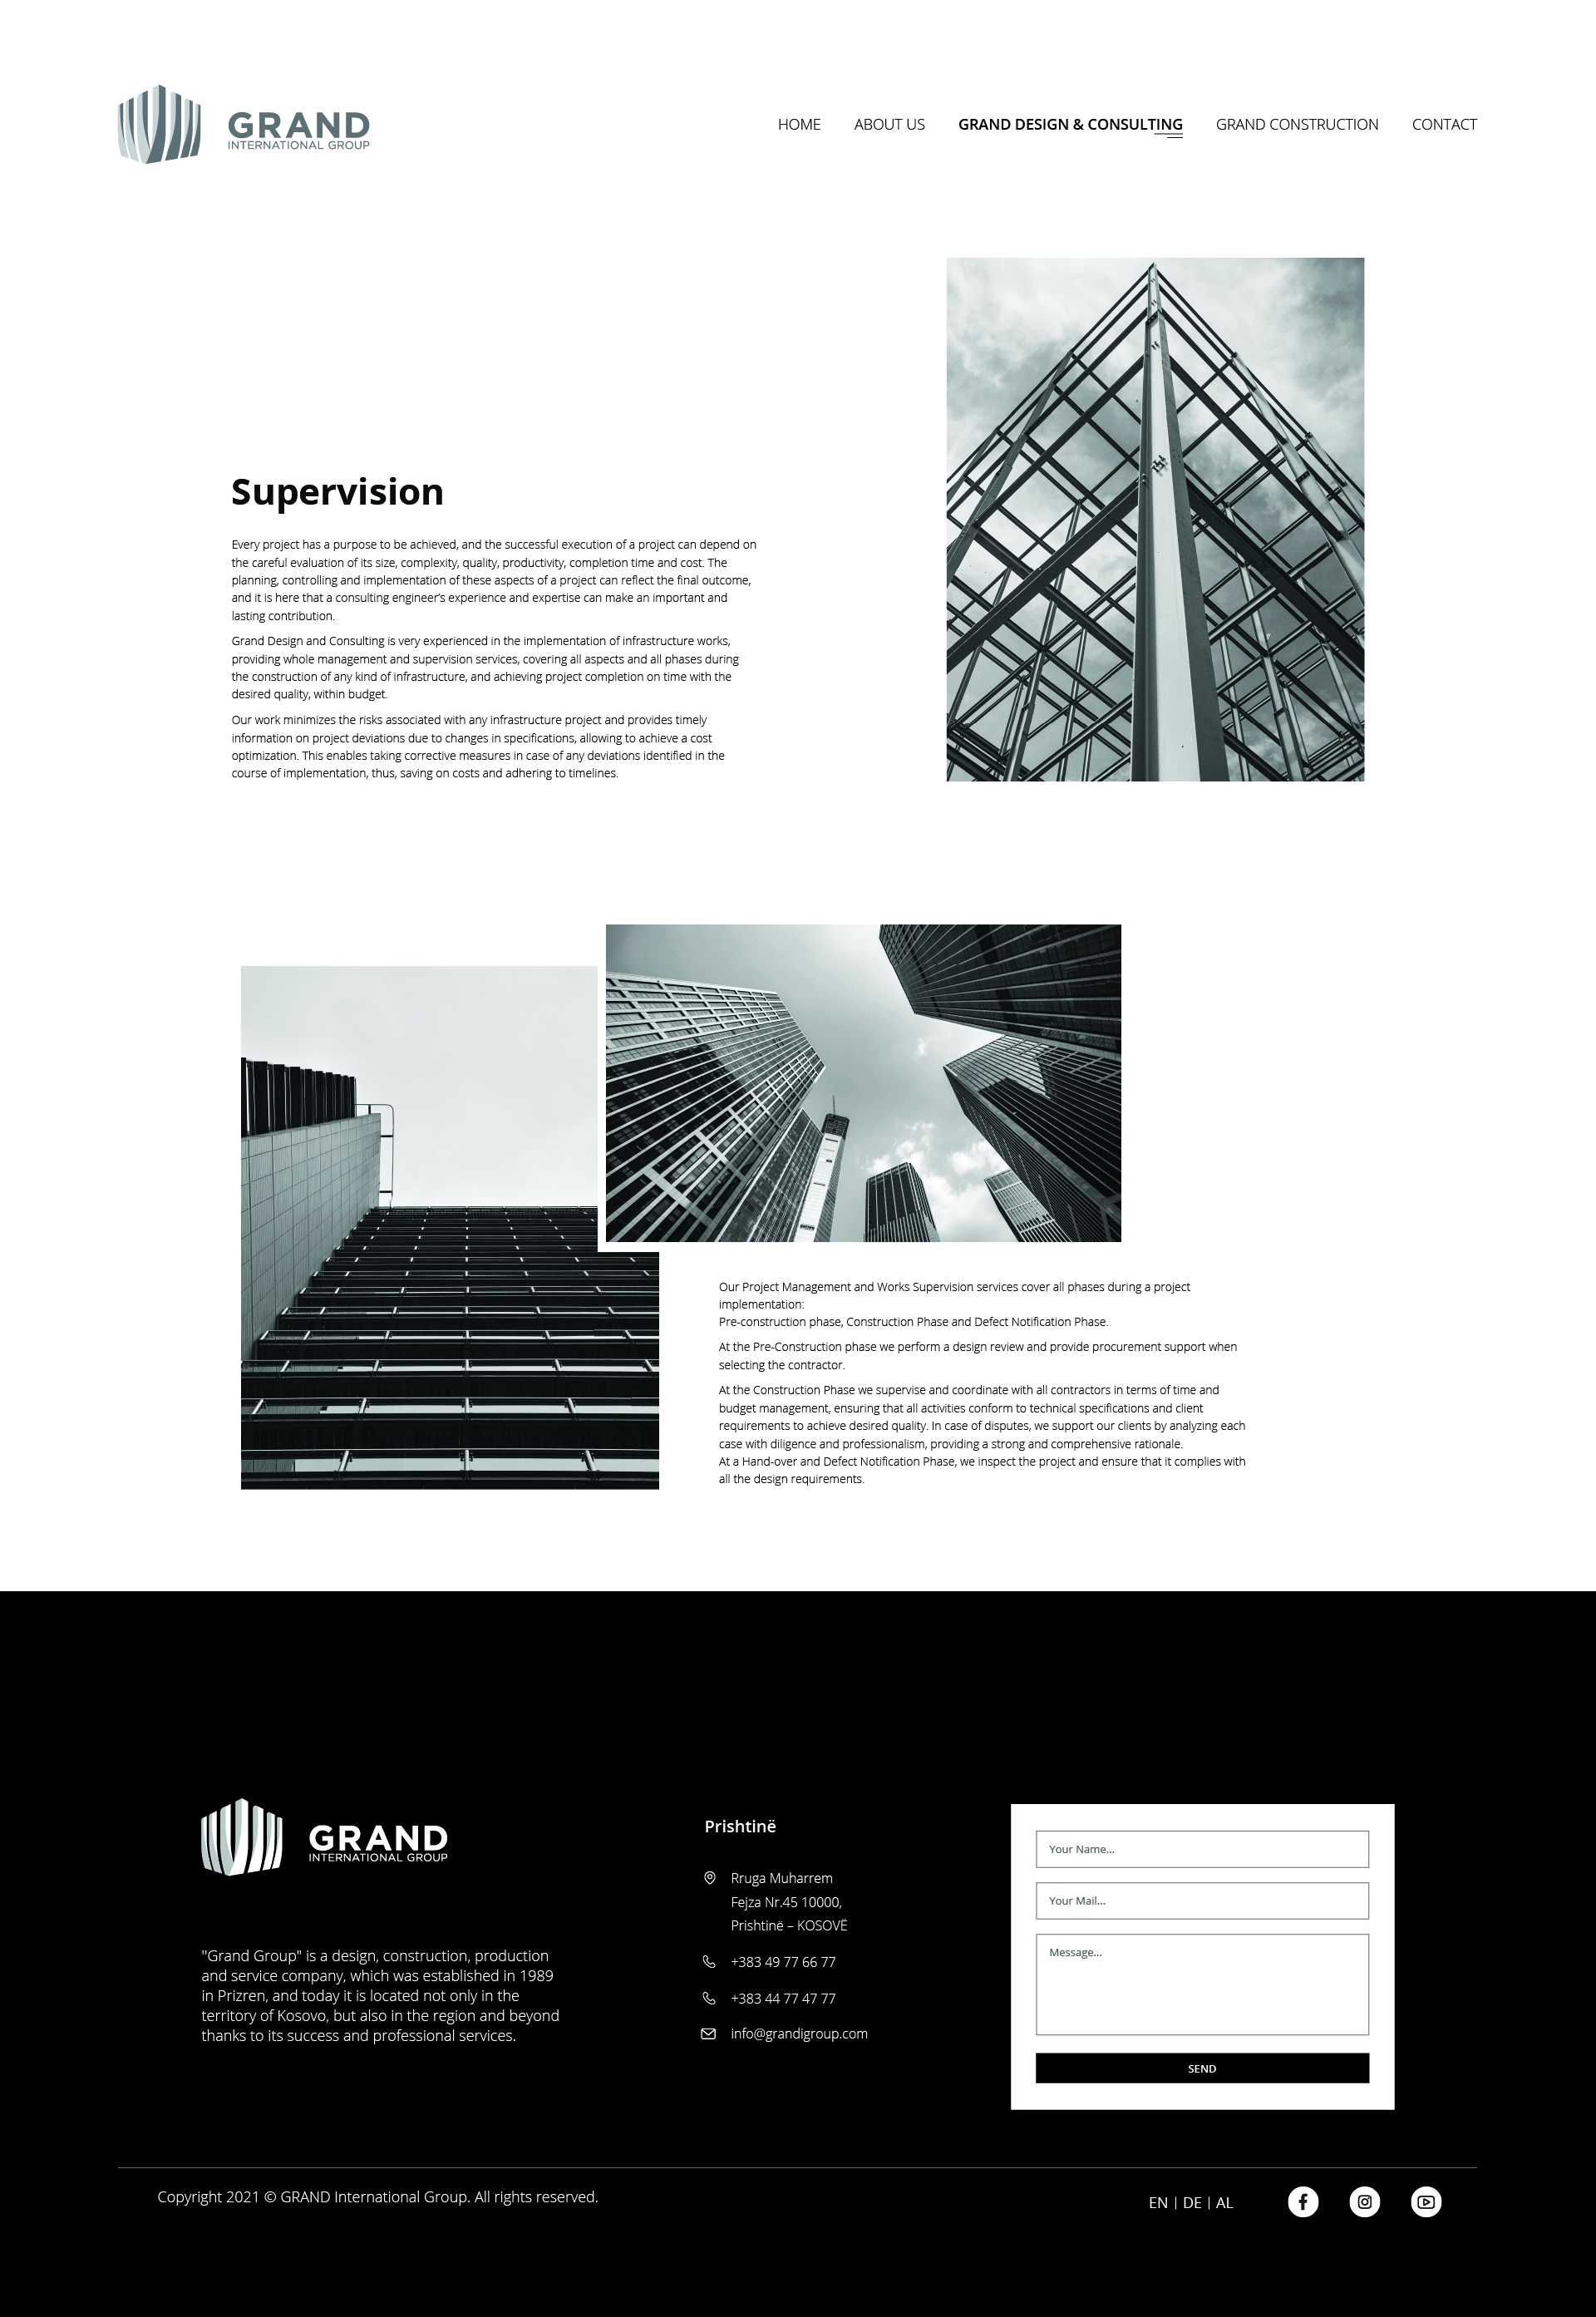 GRAND
INTERNATIONAL GROUP
HOME
ABOUT US
GRAND DESIGN & CONSULTING
GRAND CONSTRUCTION
CONTACT
Supervision
Every project has a purpose to be achieved, and the successful execution of a project can depend on
the careful evaluation of its size, complexity, quality, productivity, completion time and cost. The
planning, controlling and implementation of these aspects of a project can reflect the final outcome,
and it is here that a consulting engineer’s experience and expertise can make an important and
lasting contribution.
Grand Design and Consulting is very experienced in the implementation of infrastructure works,
providing whole management and supervision services, covering all aspects and all phases during
the construction of any kind of infrastructure, and achieving project completion on time with the
desired quality, within budget.
Our work minimizes the risks associated with any infrastructure project and provides timely
information on project deviations due to changes in specifications, allowing to achieve a cost
optimization. This enables taking corrective measures in case of any deviations identified in the
course of implementation, thus, saving on costs and adhering to timelines.
Our Project Management and Works Supervision services cover all phases during a project
implementation:
Pre-construction phase, Construction Phase and Defect Notification Phase.
At the Pre-Construction phase we perform a design review and provide procurement support when
selecting the contractor.
At the Construction Phase we supervise and coordinate with all contractors in terms of time and
budget management, ensuring that all activities conform to technical specifications and client
requirements to achieve desired quality. In case of disputes, we support our clients by analyzing each
case with diligence and professionalism, providing a strong and comprehensive rationale.
At a Hand-over and Defect Notification Phase, we inspect the project and ensure that it complies with
all the design requirements.
GRAND
INTERNATIONAL GROUP
"Grand Group" is a design, construction, production
and service company, which was established in 1989
in Prizren, and today it is located not only in the
territory of Kosovo, but also in the region and beyond
thanks to its success and professional services.
Prishtinë
Rruga Muharrem
Fejza Nr.45 10000,
Prishtinë – KOSOVË
+383 49 77 66 77
+383 44 77 47 77
info@grandigroup.com
Your Name...
Your Mail...
Message...
SEND
Copyright 2021 © GRAND International Group. All rights reserved.
EN | DE | AL